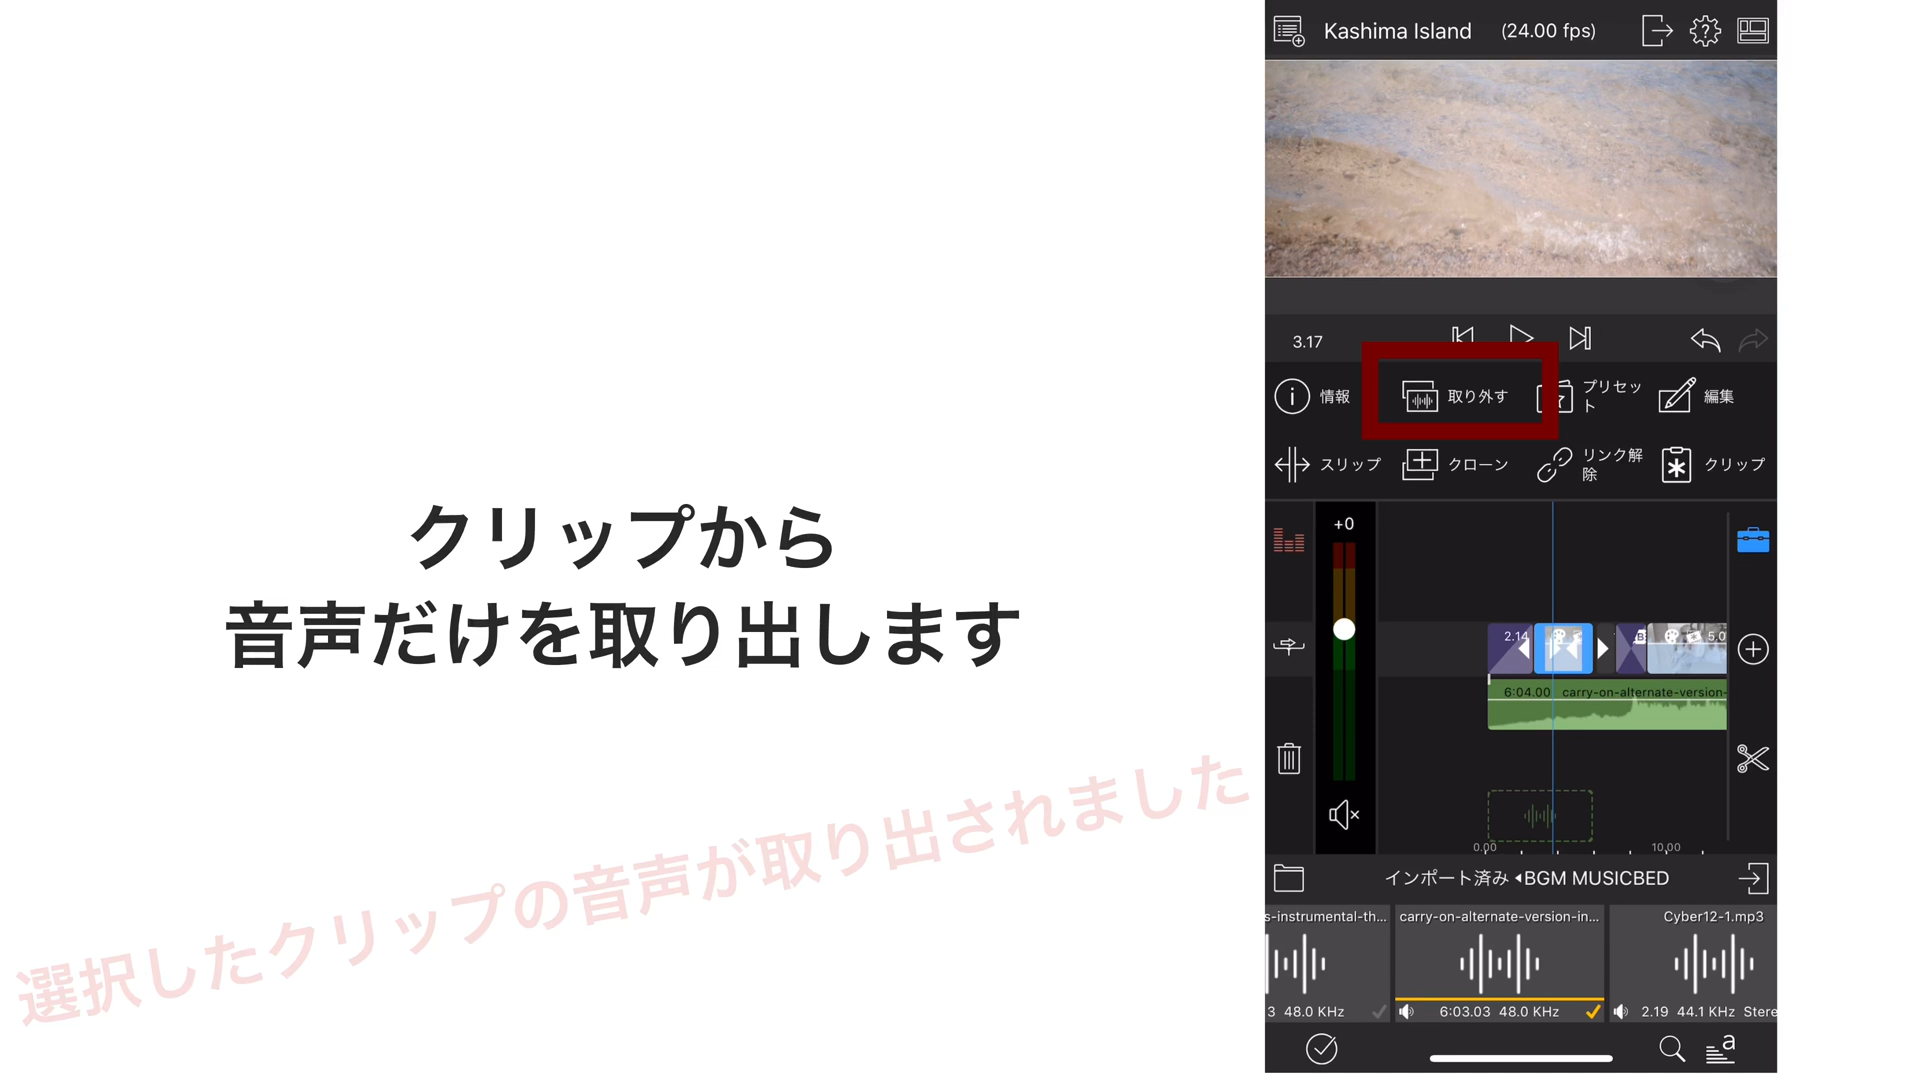 クリップから
音声だけを取り出します
選択したクリップの音声が取り出されました
Kashima Island (24.00 fps)
3.17
情報 取り外す プリセット 編集
スリップ クローン リンク解除 クリップ
+0
2.14 5.0
6:04.00 carry-on-alternate-version-
0.00 10.00
インポート済み◂BGM MUSICBED
s-instrumental-th... carry-on-alternate-version-in... Cyber12-1.mp3
3 48.0 KHz 6:03.03 48.0 KHz 2.19 44.1 KHz Stere
a